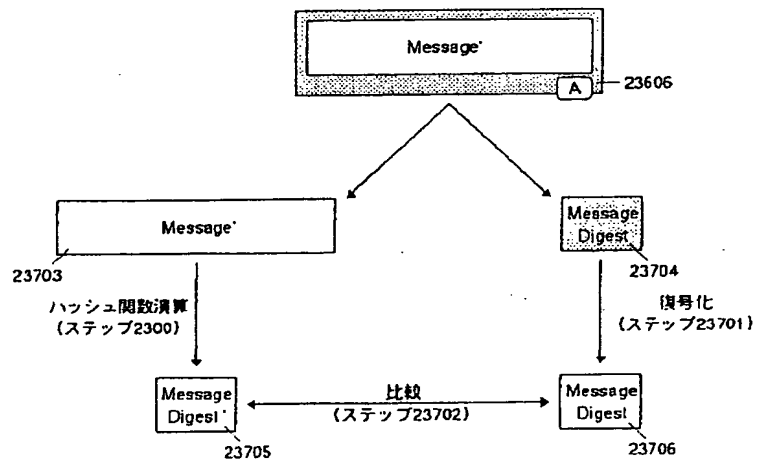 Message'
A
23606
Message'
Message
Digest
23703
23704
ハッシュ関数演算
(ステップ2300)
復号化
(ステップ23701)
Message
Digest'
比較
(ステップ23702)
Message
Digest
23705
23706